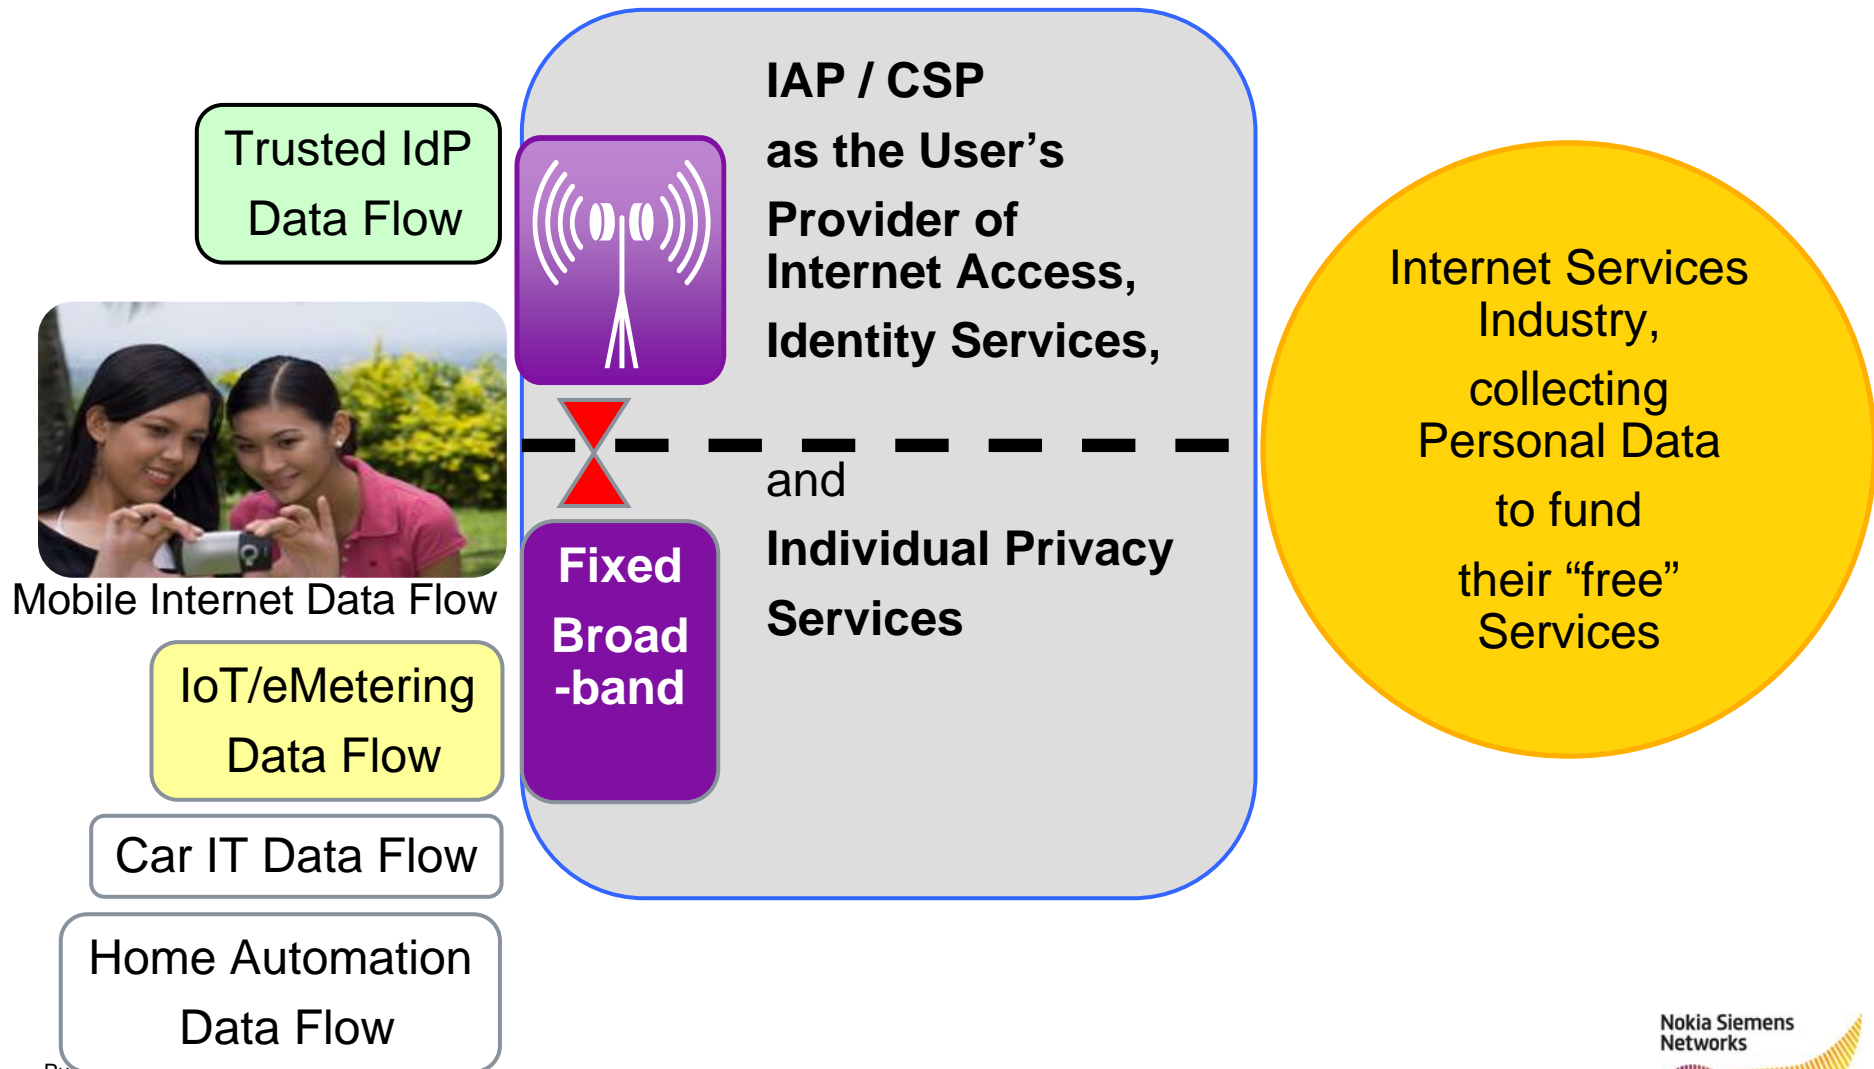 Trusted IdP
Data Flow
Mobile Internet Data Flow
IoT/eMetering
Data Flow
Car IT Data Flow
Home Automation
Data Flow
Fixed
Broad
-band
IAP / CSP
as the User’s
Provider of
Internet Access,
Identity Services,
and
Individual Privacy
Services
Internet Services
Industry,
collecting
Personal Data
to fund
their “free”
Services
Nokia Siemens
Networks